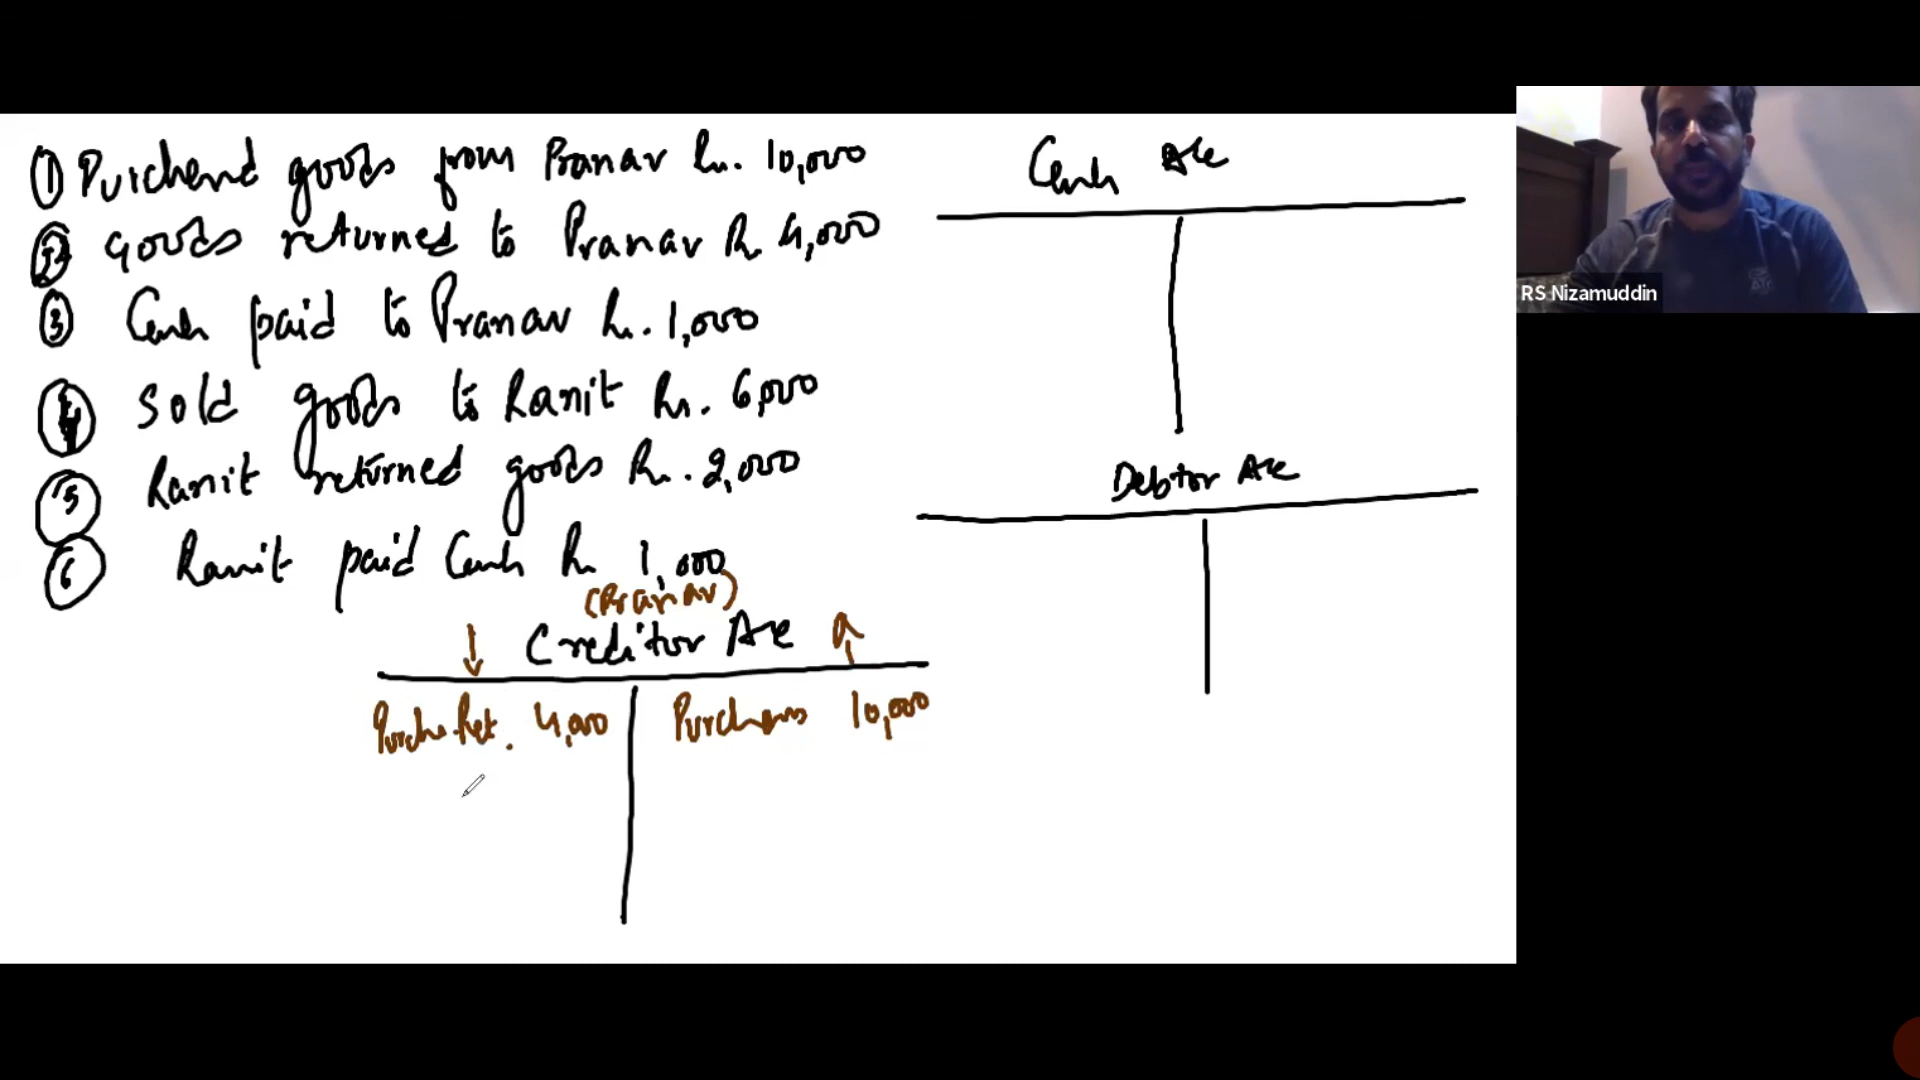 ① Purchased goods from Pranav Rs. 10,000
② Goods returned to Pranav Rs 4,000
③ Cash paid to Pranav Rs. 1,000
④ Sold goods to Ranit Rs. 6,000
⑤ Ranit returned goods Rs. 2,000
⑥ Ranit paid Cash Rs 1,000
(Pranav)
Creditor A/c
Purcha. Ret. 4,000 Purchases 10,000
Cash A/c
Debtor A/c
RS Nizamuddin